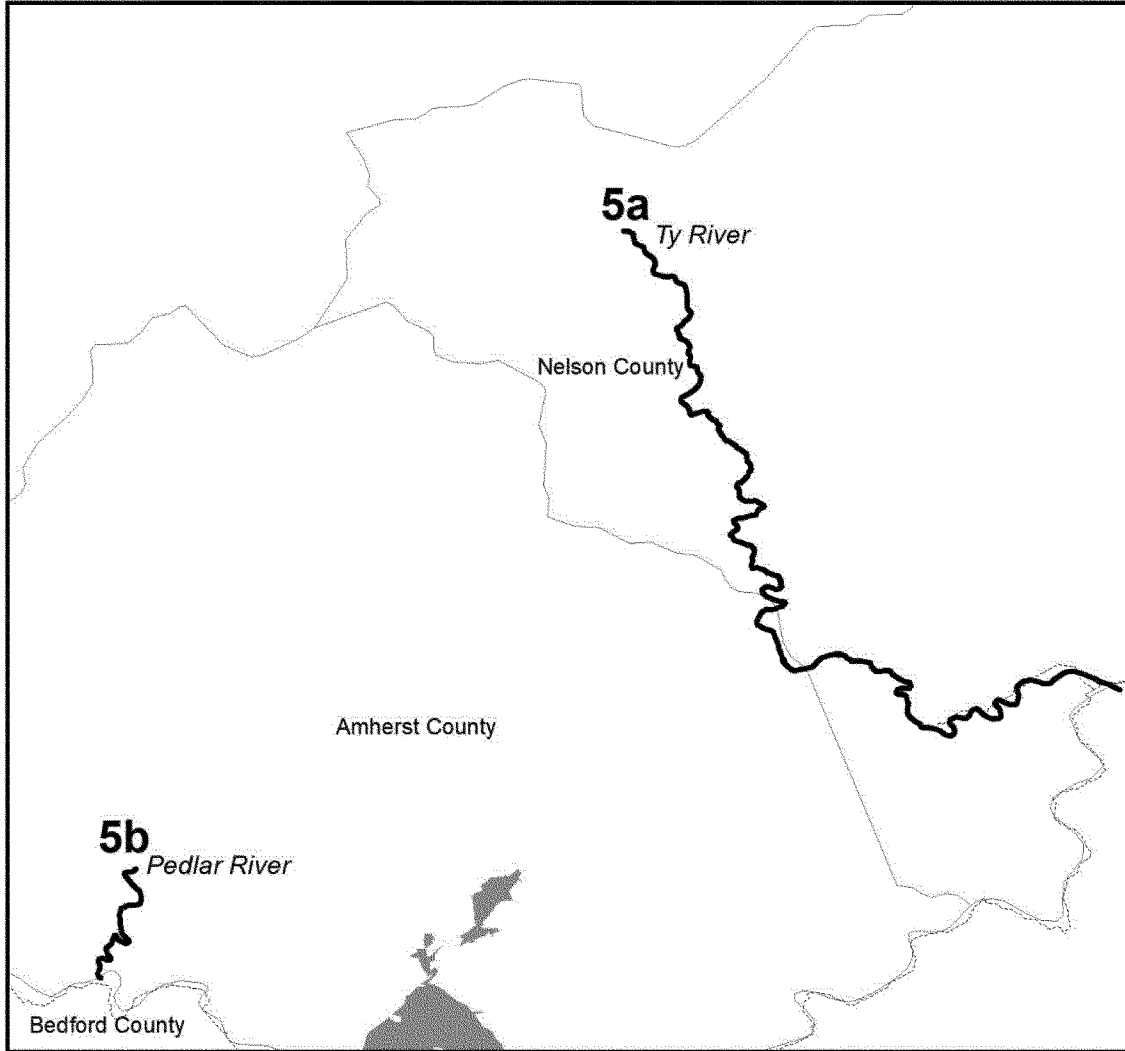 5a
Ty River
Nelson County
Amherst County
5b
Pedlar River
Bedford County